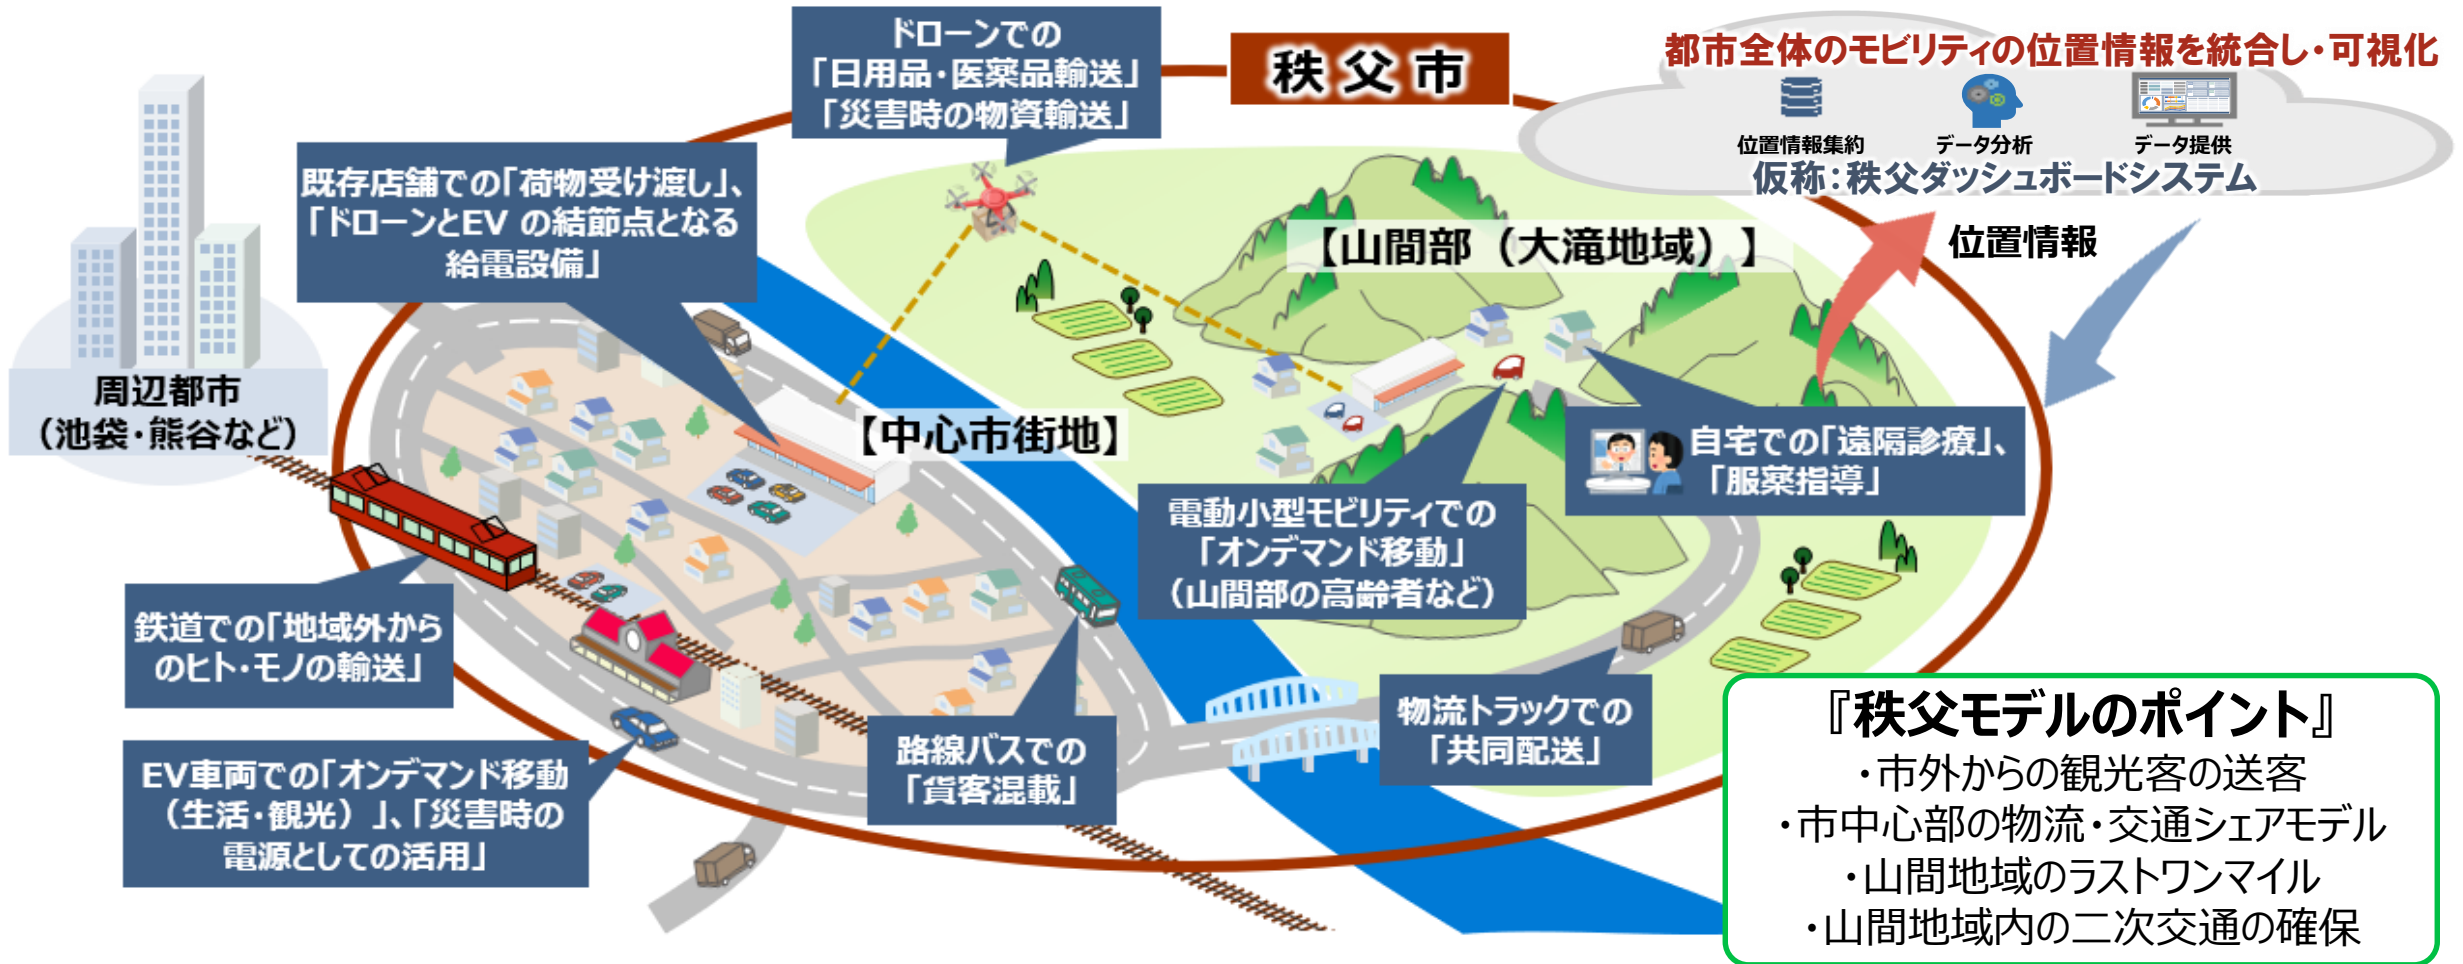 ドローンでの
「日用品・医薬品輸送」
「災害時の物資輸送」
秩父市
都市全体のモビリティの位置情報を統合し・可視化
位置情報集約
データ分析
データ提供
仮称：秩父ダッシュボードシステム
位置情報
既存店舗での「荷物受け渡し」、
「ドローンとEV の結節点となる
給電設備」
【山間部（大滝地域）】
周辺都市
（池袋・熊谷など）
【中心市街地】
自宅での「遠隔診療」、
「服薬指導」
電動小型モビリティでの
「オンデマンド移動」
（山間部の高齢者など）
鉄道での「地域外から
のヒト・モノの輸送」
EV車両での「オンデマンド移動
（生活・観光）」、「災害時の
電源としての活用」
路線バスでの
「貨客混載」
物流トラックでの
「共同配送」
『秩父モデルのポイント』
・市外からの観光客の送客
・市中心部の物流・交通シェアモデル
・山間地域のラストワンマイル
・山間地域内の二次交通の確保